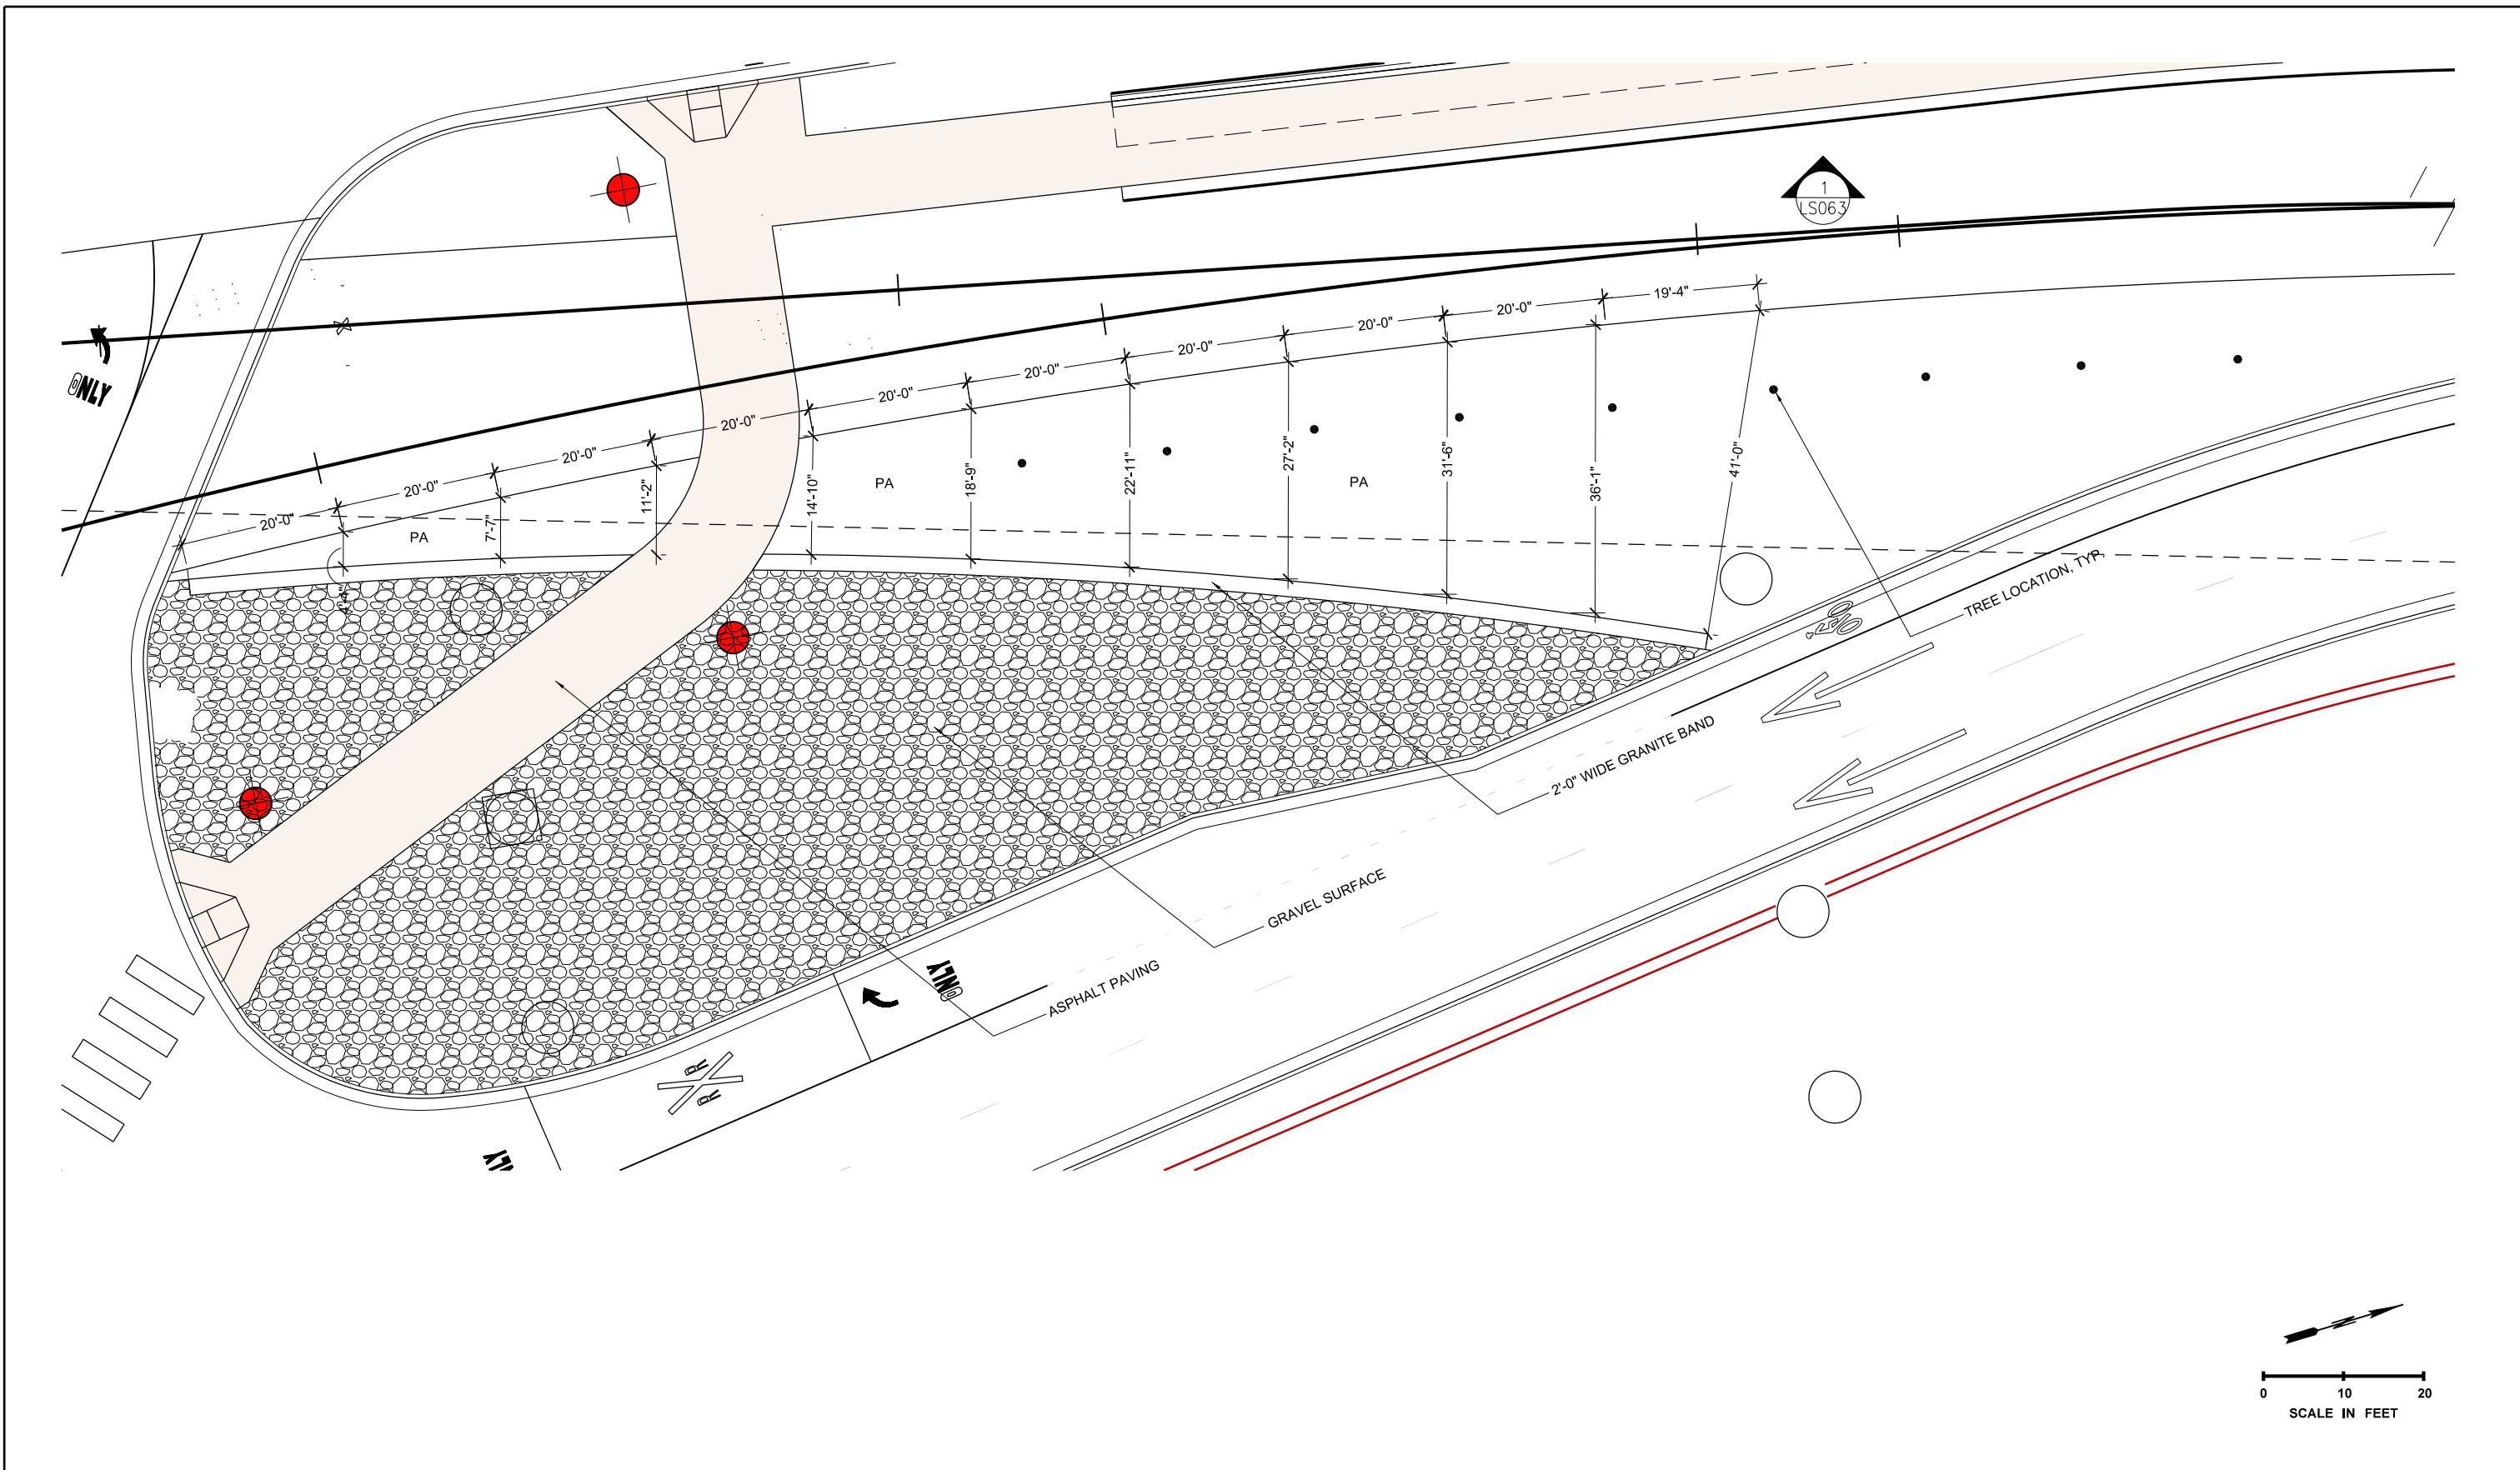 1
LS063
ONLY
19'-4"
20'-0"
20'-0"
20'-0"
20'-0"
20'-0"
20'-0"
20'-0"
20'-0"
20'-0"
4'-4"
PA
7'-7"
11'-2"
14'-10"
PA
18'-9"
22'-11"
27'-2"
PA
31'-6"
36'-1"
41'-0"
TREE LOCATION, TYP.
2'-0" WIDE GRANITE BAND
GRAVEL SURFACE
ASPHALT PAVING
ONLY
R
R
N
0 10 20
SCALE IN FEET